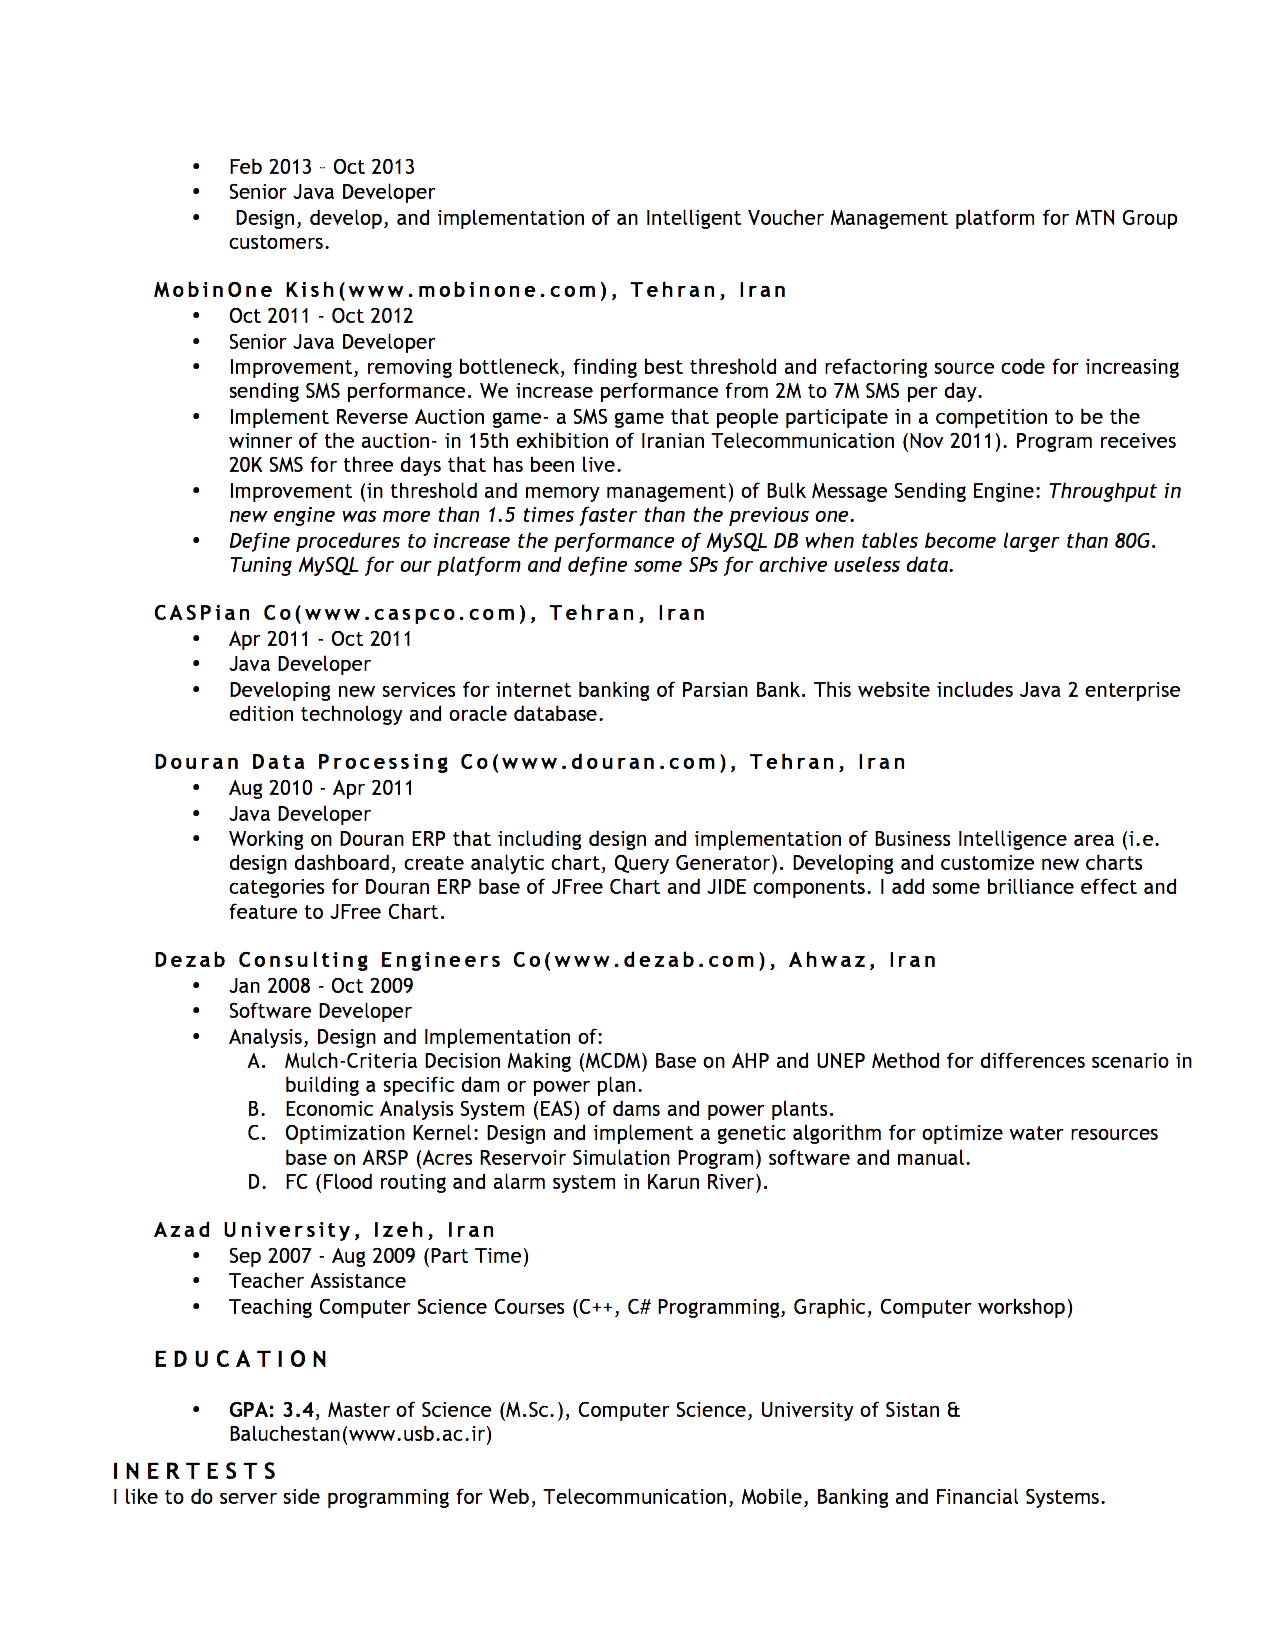 • Feb 2013 – Oct 2013
• Senior Java Developer
• Design, develop, and implementation of an Intelligent Voucher Management platform for MTN Group
customers.
MobinOne Kish(www.mobinone.com), Tehran, Iran
• Oct 2011 - Oct 2012
• Senior Java Developer
• Improvement, removing bottleneck, finding best threshold and refactoring source code for increasing
sending SMS performance. We increase performance from 2M to 7M SMS per day.
• Implement Reverse Auction game- a SMS game that people participate in a competition to be the
winner of the auction- in 15th exhibition of Iranian Telecommunication (Nov 2011). Program receives
20K SMS for three days that has been live.
• Improvement (in threshold and memory management) of Bulk Message Sending Engine: Throughput in
new engine was more than 1.5 times faster than the previous one.
• Define procedures to increase the performance of MySQL DB when tables become larger than 80G.
Tuning MySQL for our platform and define some SPs for archive useless data.
CASPian Co(www.caspco.com), Tehran, Iran
• Apr 2011 - Oct 2011
• Java Developer
• Developing new services for internet banking of Parsian Bank. This website includes Java 2 enterprise
edition technology and oracle database.
Douran Data Processing Co(www.douran.com), Tehran, Iran
• Aug 2010 - Apr 2011
• Java Developer
• Working on Douran ERP that including design and implementation of Business Intelligence area (i.e.
design dashboard, create analytic chart, Query Generator). Developing and customize new charts
categories for Douran ERP base of JFree Chart and JIDE components. I add some brilliance effect and
feature to JFree Chart.
Dezab Consulting Engineers Co(www.dezab.com), Ahwaz, Iran
• Jan 2008 - Oct 2009
• Software Developer
• Analysis, Design and Implementation of:
A. Mulch-Criteria Decision Making (MCDM) Base on AHP and UNEP Method for differences scenario in
building a specific dam or power plan.
B. Economic Analysis System (EAS) of dams and power plants.
C. Optimization Kernel: Design and implement a genetic algorithm for optimize water resources
base on ARSP (Acres Reservoir Simulation Program) software and manual.
D. FC (Flood routing and alarm system in Karun River).
Azad University, Izeh, Iran
• Sep 2007 - Aug 2009 (Part Time)
• Teacher Assistance
• Teaching Computer Science Courses (C++, C# Programming, Graphic, Computer workshop)
EDUCATION
• GPA: 3.4, Master of Science (M.Sc.), Computer Science, University of Sistan &
Baluchestan(www.usb.ac.ir)
INERTESTS
I like to do server side programming for Web, Telecommunication, Mobile, Banking and Financial Systems.